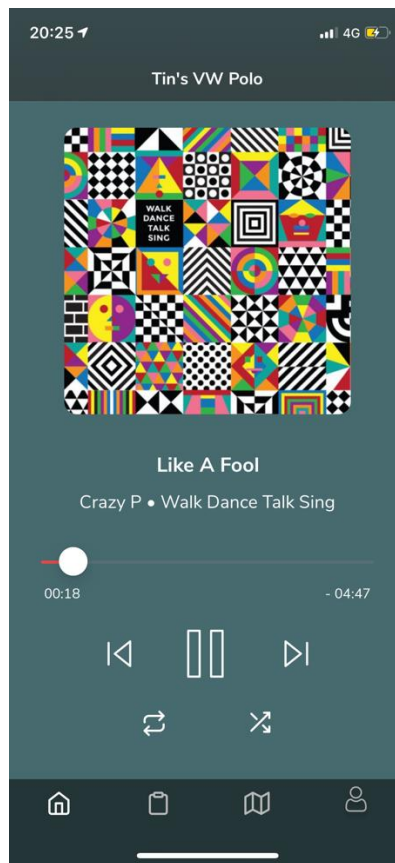 20:25
4G
Tin's VW Polo
WALK
DANCE
TALK
SING
Like A Fool
Crazy P • Walk Dance Talk Sing
00:18
- 04:47